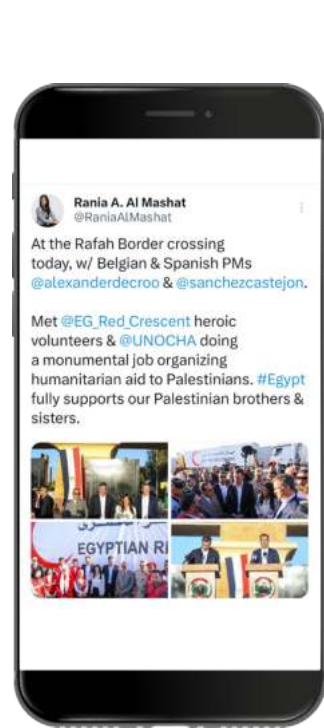 Rania A. Al Mashat
@RaniaAlMashat
At the Rafah Border crossing
today, w/ Belgian & Spanish PMs
@alexanderdecroo & @sanchezcastejon.
Met @EG_Red_Crescent heroic
volunteers & @UNOCHA doing
a monumental job organizing
humanitarian aid to Palestinians. #Egypt
fully supports our Palestinian brothers &
sisters.
EGYPTIAN RE